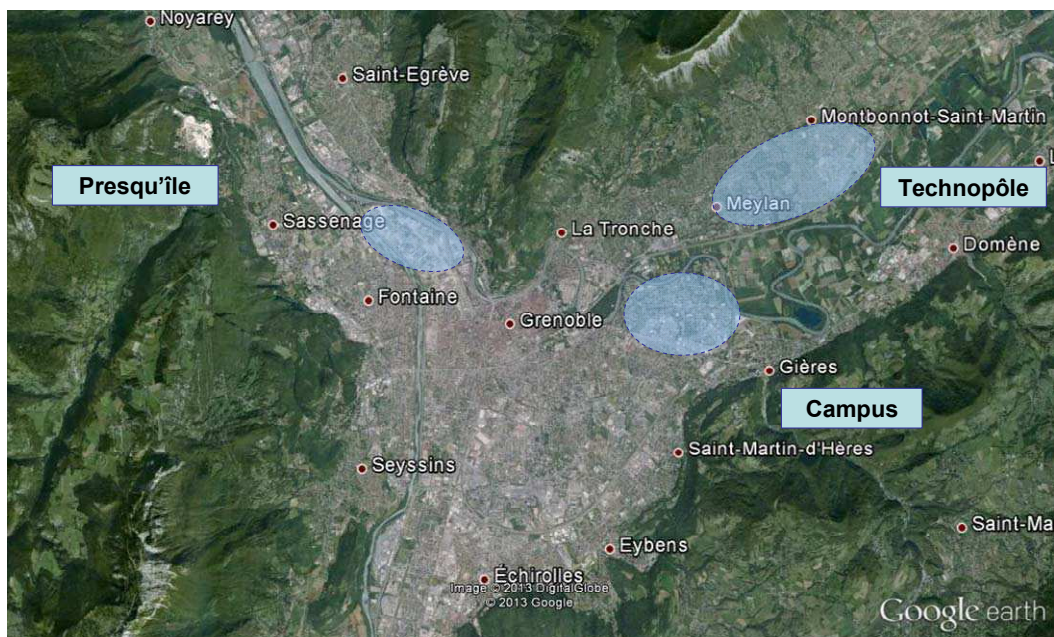 Noyarey
Saint-Egrève
Montbonnot-Saint-Martin
Presqu'île
Technopôle
Meylan
Sassenage
La Tronche
Domène
Fontaine
Grenoble
Gières
Campus
Saint-Martin-d'Hères
Seyssins
Saint-Ma
Eybens
Échirolles
Image © 2013 DigitalGlobe
© 2013 Google
Google earth